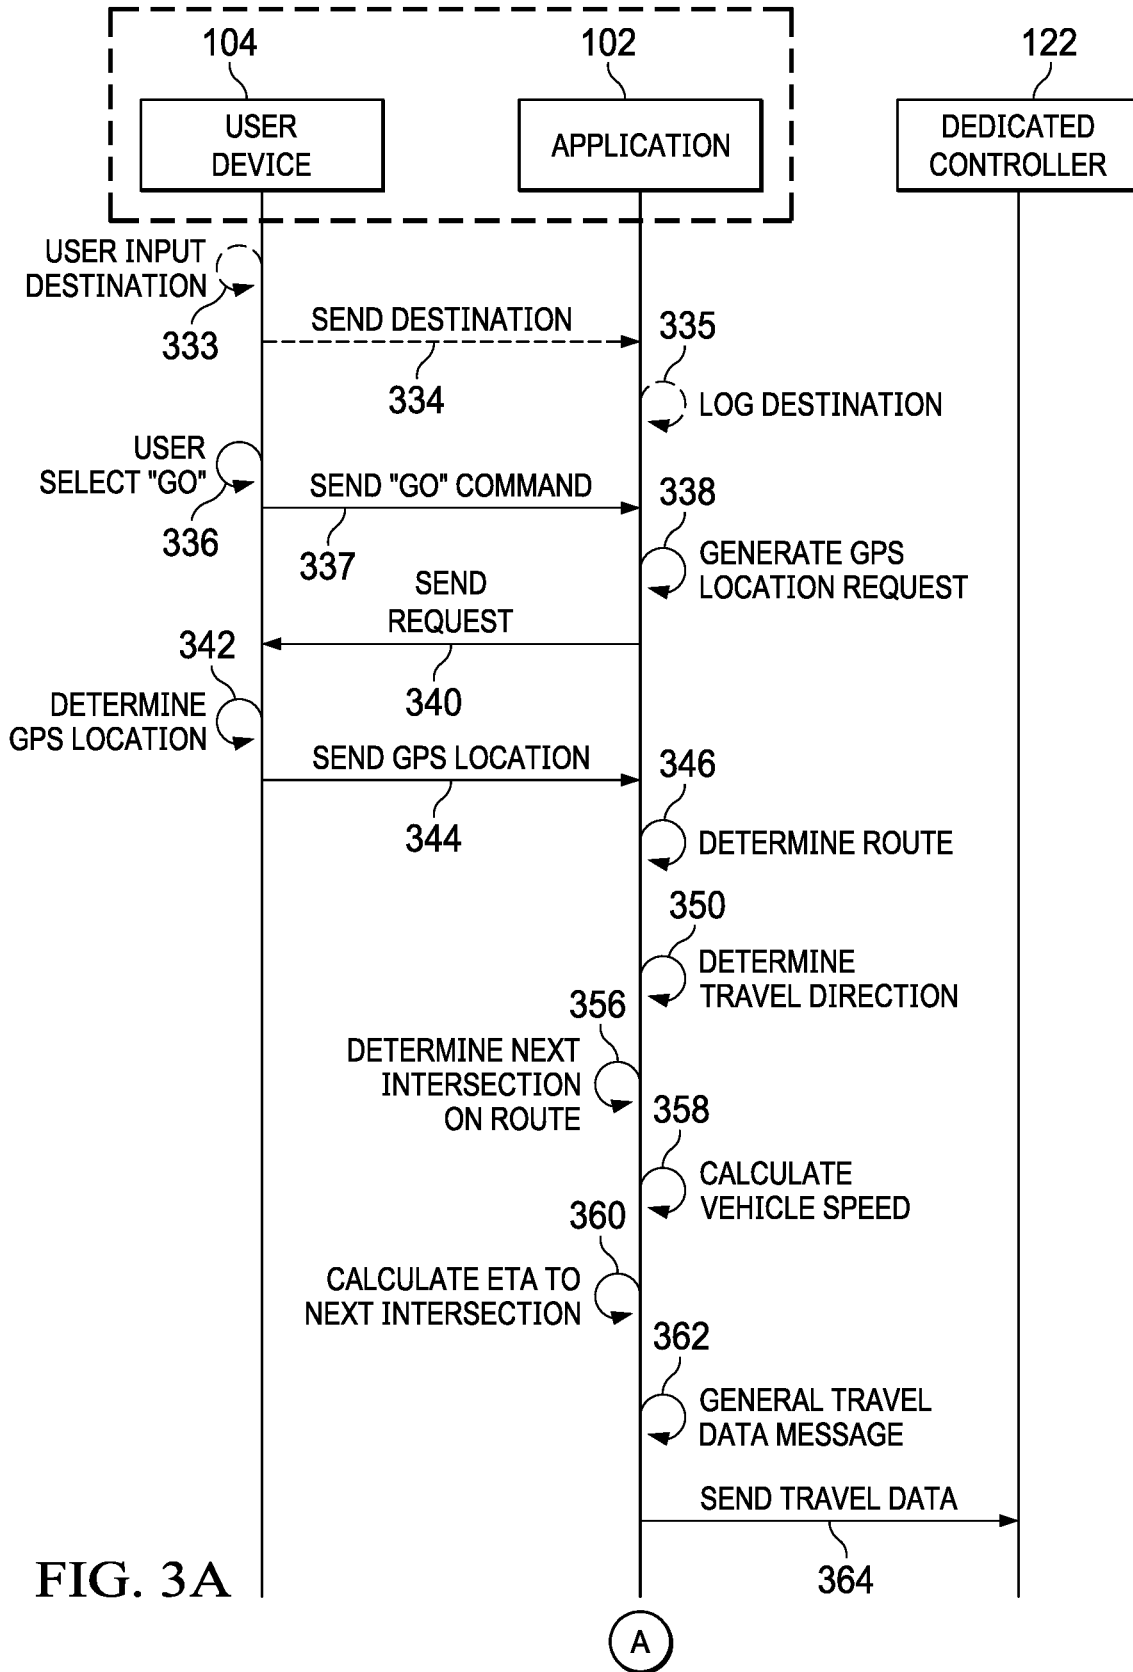 104
102
122
USER
DEVICE
APPLICATION
DEDICATED
CONTROLLER
USER INPUT
DESTINATION
333
SEND DESTINATION
334
335
LOG DESTINATION
USER
SELECT "GO"
336
SEND "GO" COMMAND
337
338
GENERATE GPS
LOCATION REQUEST
SEND
REQUEST
340
342
DETERMINE
GPS LOCATION
SEND GPS LOCATION
344
346
DETERMINE ROUTE
350
DETERMINE
TRAVEL DIRECTION
356
DETERMINE NEXT
INTERSECTION
ON ROUTE
358
CALCULATE
VEHICLE SPEED
360
CALCULATE ETA TO
NEXT INTERSECTION
362
GENERAL TRAVEL
DATA MESSAGE
SEND TRAVEL DATA
364
FIG. 3A
A